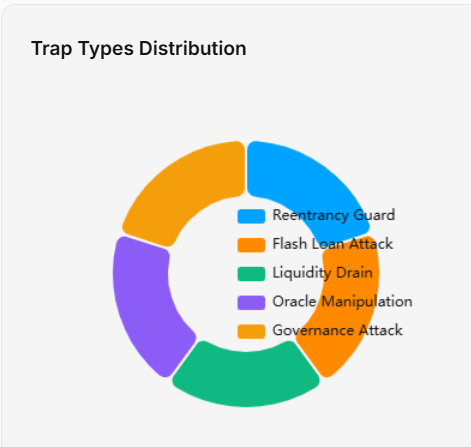 Trap Types Distribution
Reentrancy Guard
Flash Loan Attack
Liquidity Drain
Oracle Manipulation
Governance Attack